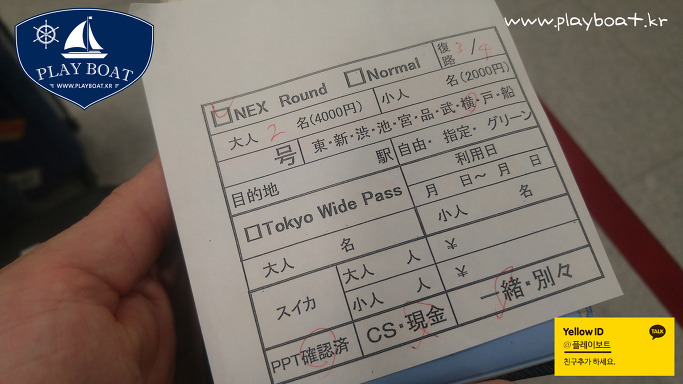 PLAY BOAT
WWW.PLAYBOAT.KR
www.playboat.kr
NEX Round □Normal 復路 3/4
大人 2 名(4000円) 小人 名(2000円)
号 東・新・渋・池・宮・品・武・横・戸・船
目的地 駅 自由・指定・グリーン
□Tokyo Wide Pass 利用日
月 日~ 月 日
大人 名 小人 名
スイカ 大人 人 ¥
小人 人 ¥
PPT確認済 CS・現金 一緒・別々
Yellow ID
@플레이보트
친구추가 하세요.
TALK